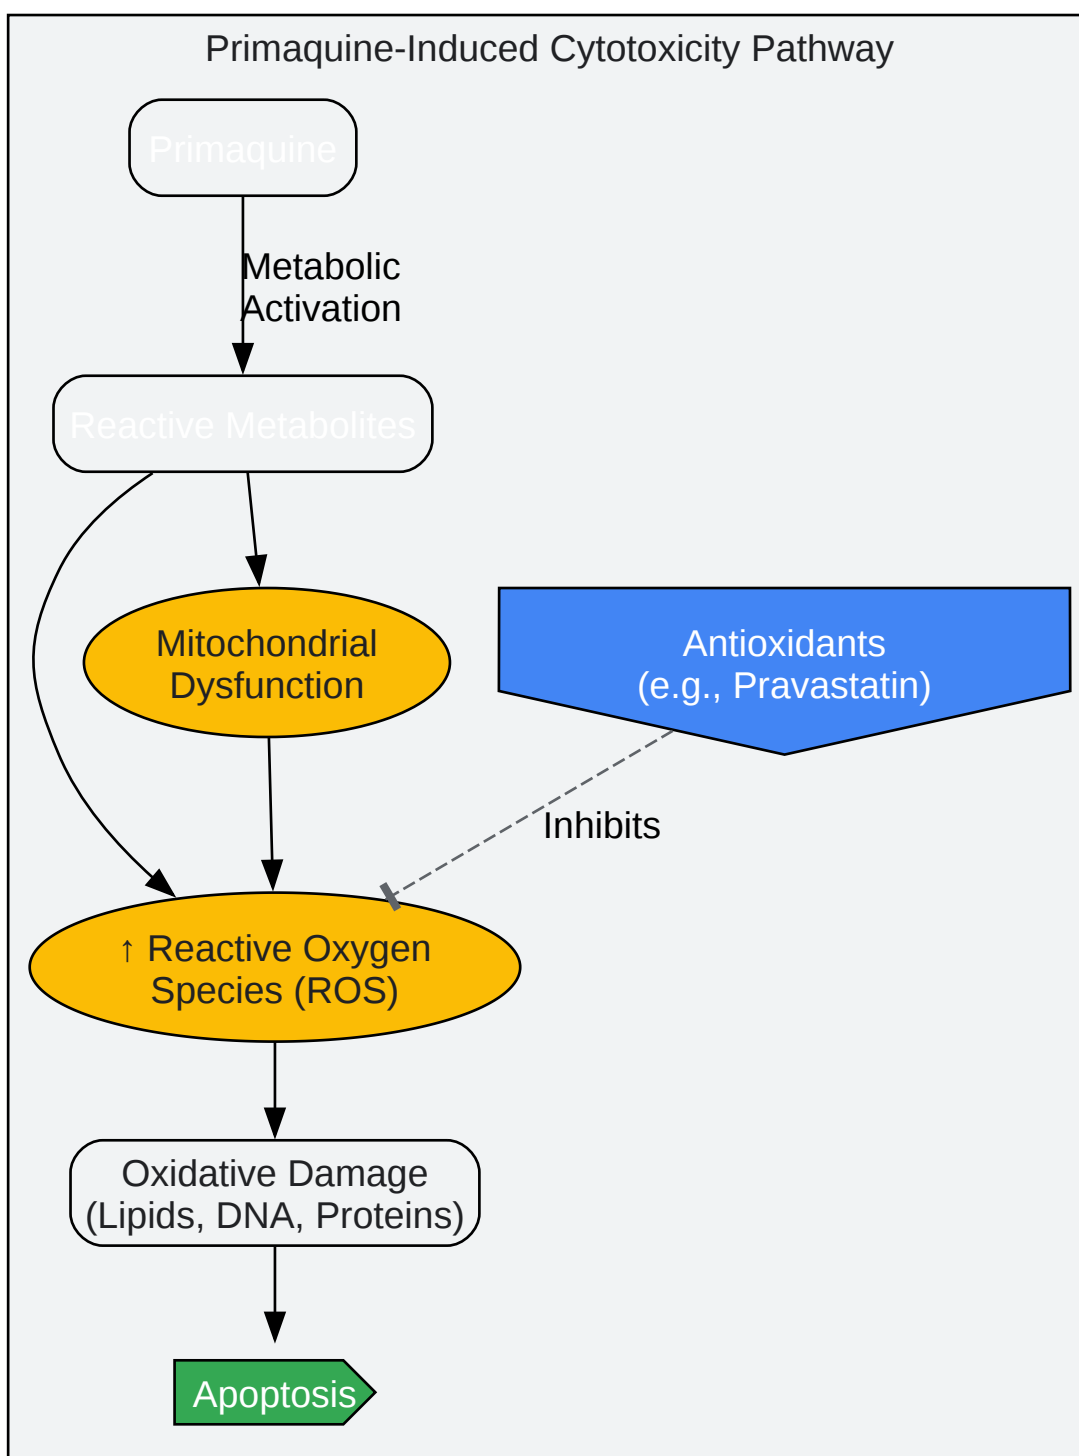 Primaquine-Induced Cytotoxicity Pathway
Primaquine
Metabolic
Activation
Reactive Metabolites
Mitochondrial
Dysfunction
Antioxidants
(e.g., Pravastatin)
Inhibits
↑ Reactive Oxygen
Species (ROS)
Oxidative Damage
(Lipids, DNA, Proteins)
Apoptosis